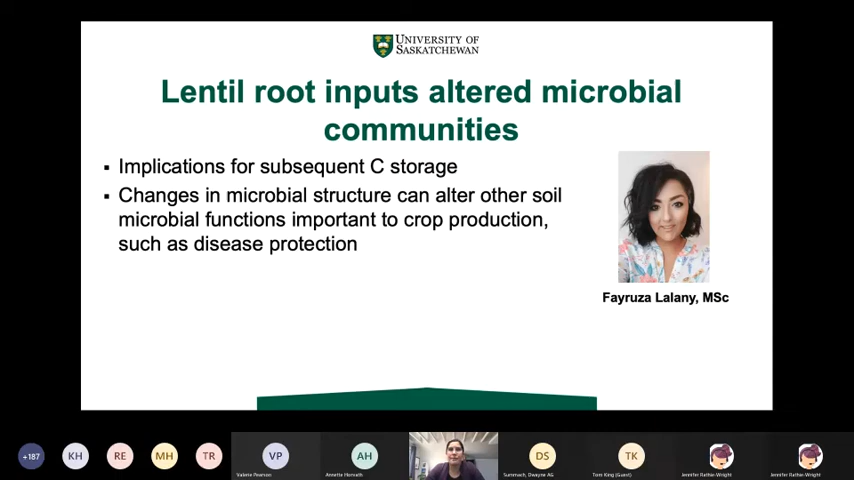 UNIVERSITY OF
SASKATCHEWAN
Lentil root inputs altered microbial
communities
▪ Implications for subsequent C storage
▪ Changes in microbial structure can alter other soil
microbial functions important to crop production,
such as disease protection
Fayruza Lalany, MSc
+187
KH
RE
MH
TR
VP
Valerie Pearson
AH
Annette Horvath
DS
Summach, Dwayne AG
TK
Tom King (Guest)
Jennifer Rattie-Wright
Jennifer Rattie-Wright